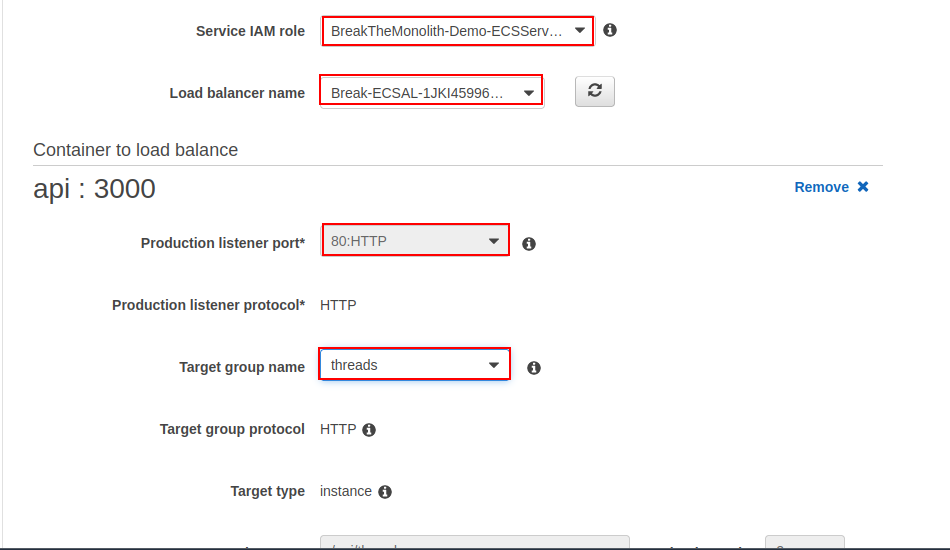 Service IAM role BreakTheMonolith-Demo-ECSServ...
Load balancer name Break-ECSAL-1JKI45996...
Container to load balance
api : 3000
Remove
Production listener port* 80:HTTP
Production listener protocol* HTTP
Target group name threads
Target group protocol HTTP
Target type instance